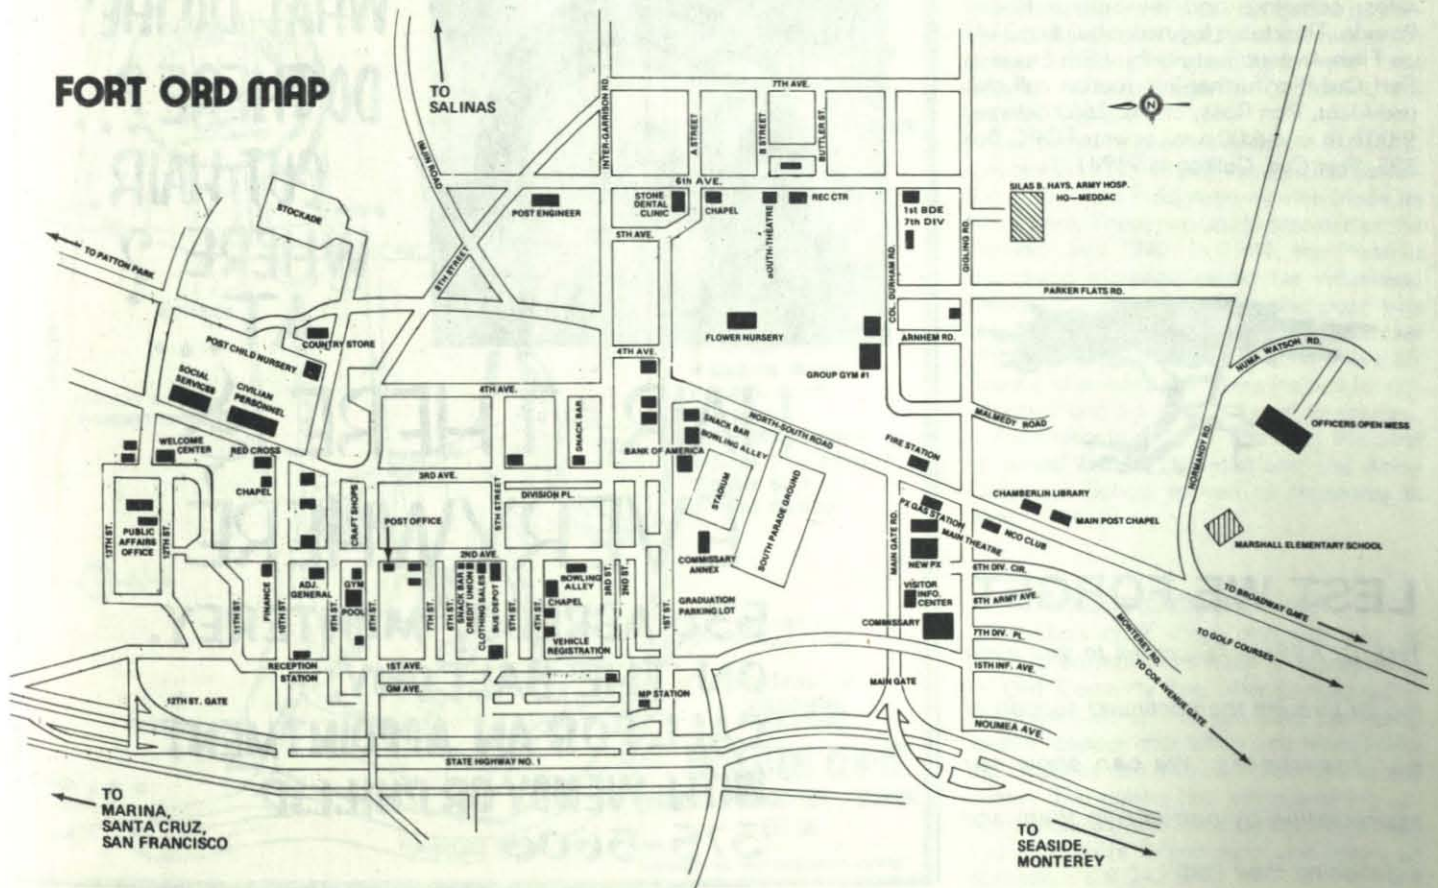 FORT ORD MAP
TO
SALINAS
7TH AVE.
N
IMJIN ROAD
INTER-GARRISON RD.
A STREET
B STREET
BUTTLER ST.
6TH AVE.
STOCKADE
POST ENGINEER
STONE
DENTAL
CLINIC
CHAPEL
REC CTR
1st BDE
7th DIV
SILAS B. HAYS, ARMY HOSP.
HQ—MEDDAC
5TH AVE.
SOUTH-THEATRE
GIGLING RD.
TO PATTON PARK
8TH STREET
COL. DURHAM RD.
PARKER FLATS RD.
COUNTRY STORE
POST CHILD NURSERY
FLOWER NURSERY
ARNHEM RD.
NUMA WATSON RD.
4TH AVE.
GROUP GYM #1
SOCIAL
SERVICES
CIVILIAN
PERSONNEL
4TH AVE.
SNACK BAR
SNACK BAR
NORTH-SOUTH ROAD
MALMEDY ROAD
OFFICERS OPEN MESS
WELCOME
CENTER
RED CROSS
BOWLING ALLEY
BANK OF AMERICA
FIRE STATION
NORMANDY RD.
3RD AVE.
CHAPEL
DIVISION PL.
5TH STREET
CRAFT SHOPS
STADIUM
SOUTH PARADE GROUND
CHAMBERLIN LIBRARY
POST OFFICE
PX GAS STATION
MAIN POST CHAPEL
13TH ST.
PUBLIC
AFFAIRS
OFFICE
12TH ST.
MAIN GATE RD.
MAIN THEATRE
NCO CLUB
MARSHALL ELEMENTARY SCHOOL
2ND AVE.
COMMISSARY
ANNEX
NEW PX
6TH DIV. CIR.
11TH ST.
FINANCE
10TH ST.
ADJ.
GENERAL
9TH ST.
GYM
POOL
8TH ST.
7TH ST.
6TH ST.
SNACK BAR
CREDIT UNION
CLOTHING SALES
BUS DEPOT
5TH ST.
4TH ST.
BOWLING
ALLEY
CHAPEL
3RD ST.
2ND ST.
1ST ST.
GRADUATION
PARKING LOT
VISITOR
INFO.
CENTER
6TH ARMY AVE.
TO BROADWAY GATE
COMMISSARY
7TH DIV. PL.
MONTEREY RD.
TO GOLF COURSES
VEHICLE
REGISTRATION
RECEPTION
STATION
1ST AVE.
15TH INF. AVE.
TO COE AVENUE GATE
12TH ST. GATE
QM AVE.
MP STATION
MAIN GATE
NOUMEA AVE.
STATE HIGHWAY NO. 1
TO
MARINA,
SANTA CRUZ,
SAN FRANCISCO
TO
SEASIDE,
MONTEREY